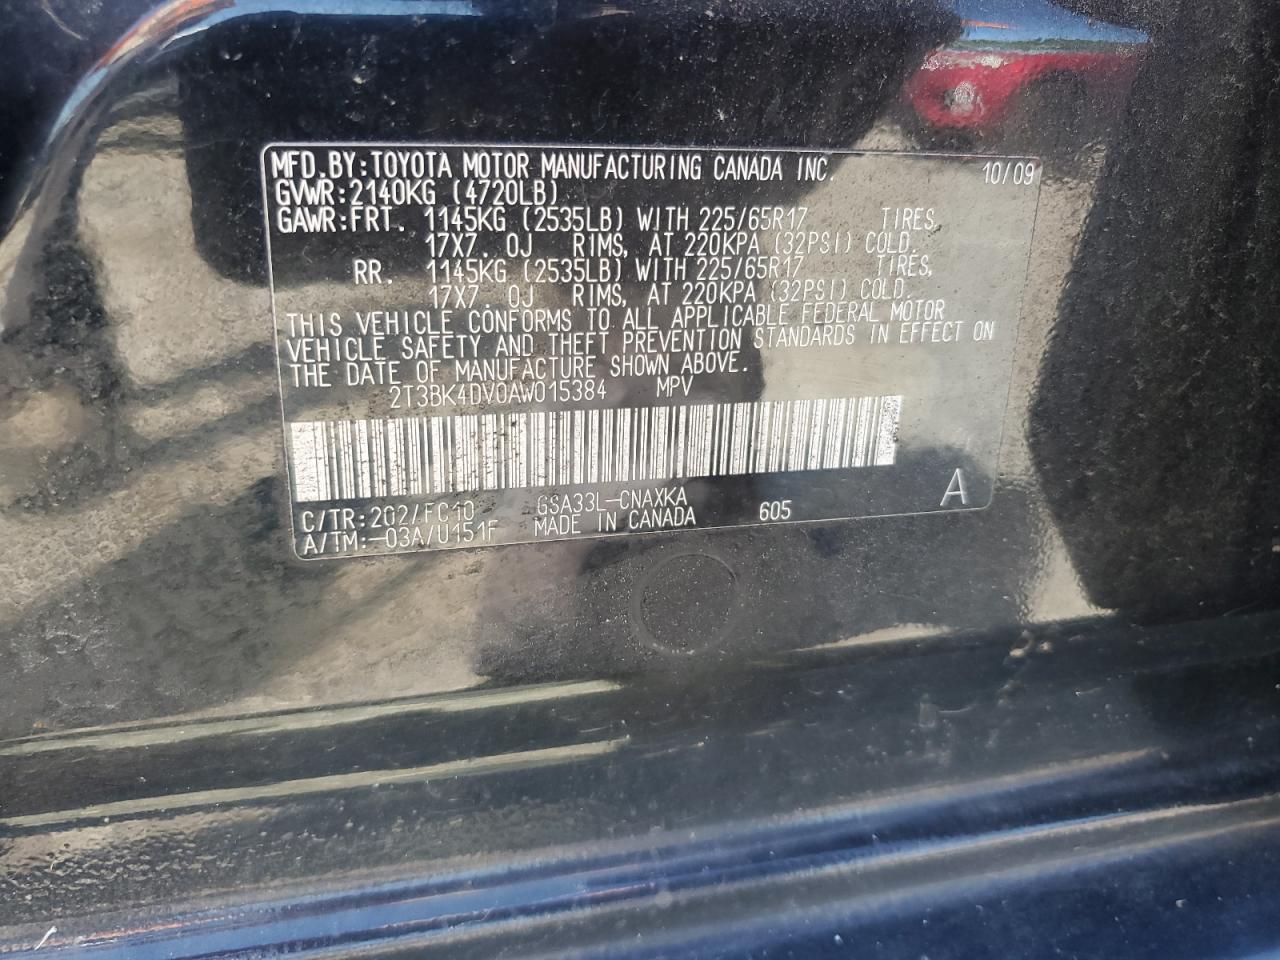 MFD.BY:TOYOTA MOTOR MANUFACTURING CANADA INC. 10/09
GVWR:2140KG (4720LB)
GAWR:FRT. 1145KG (2535LB) WITH 225/65R17 TIRES,
17X7. 0J RIMS, AT 220KPA (32PSI) COLD.
RR. 1145KG (2535LB) WITH 225/65R17 TIRES,
17X7. 0J RIMS, AT 220KPA (32PSI) COLD.
THIS VEHICLE CONFORMS TO ALL APPLICABLE FEDERAL MOTOR
VEHICLE SAFETY AND THEFT PREVENTION STANDARDS IN EFFECT ON
THE DATE OF MANUFACTURE SHOWN ABOVE.
2T3BK4DV0AW015384 MPV
C/TR:202/FC10 GSA33L-CNAXKA 605 A
A/TM:-03A/U151F MADE IN CANADA